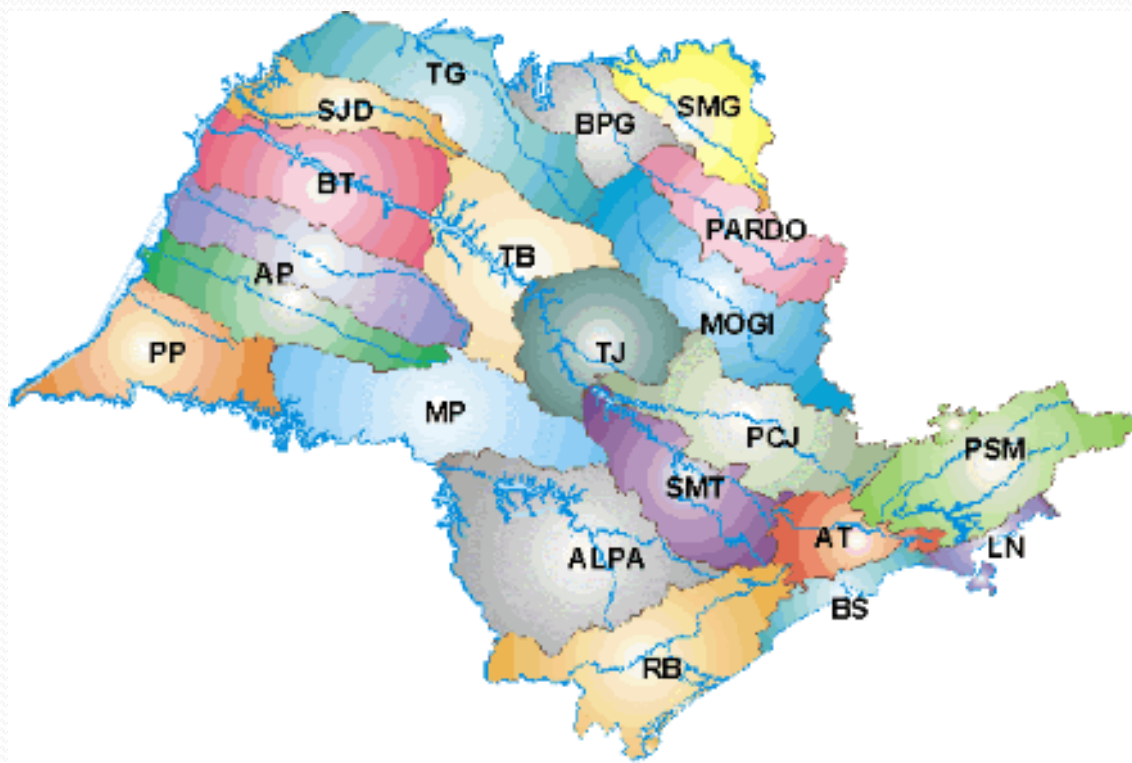 TG
SMG
SJD
BPG
BT
PARDO
TB
AP
MOGI
TJ
PP
MP
PCJ
PSM
SMT
AT
LN
ALPA
BS
RB